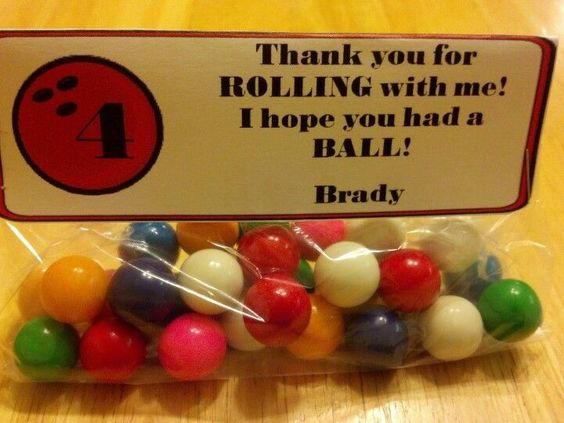 4
Thank you for
ROLLING with me!
I hope you had a
BALL!
Brady